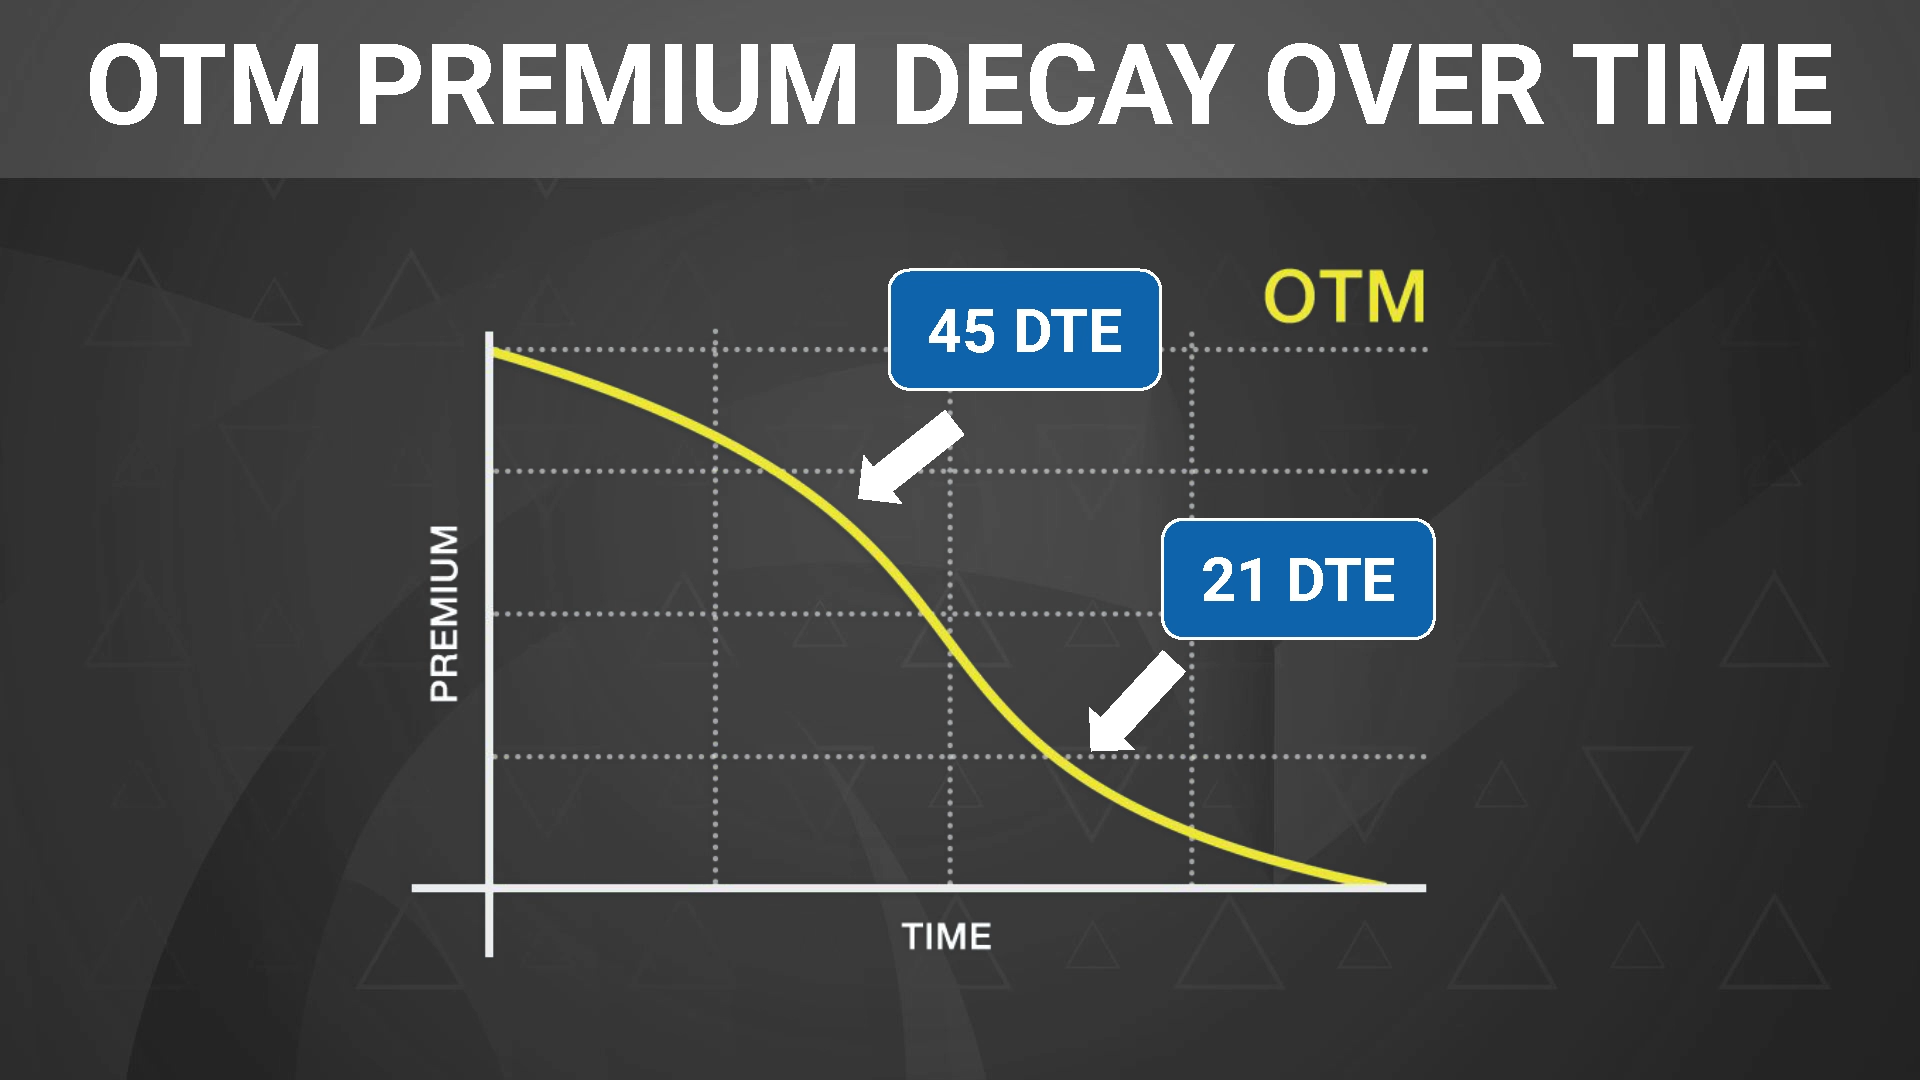 OTM PREMIUM DECAY OVER TIME
OTM
45 DTE
21 DTE
PREMIUM
TIME